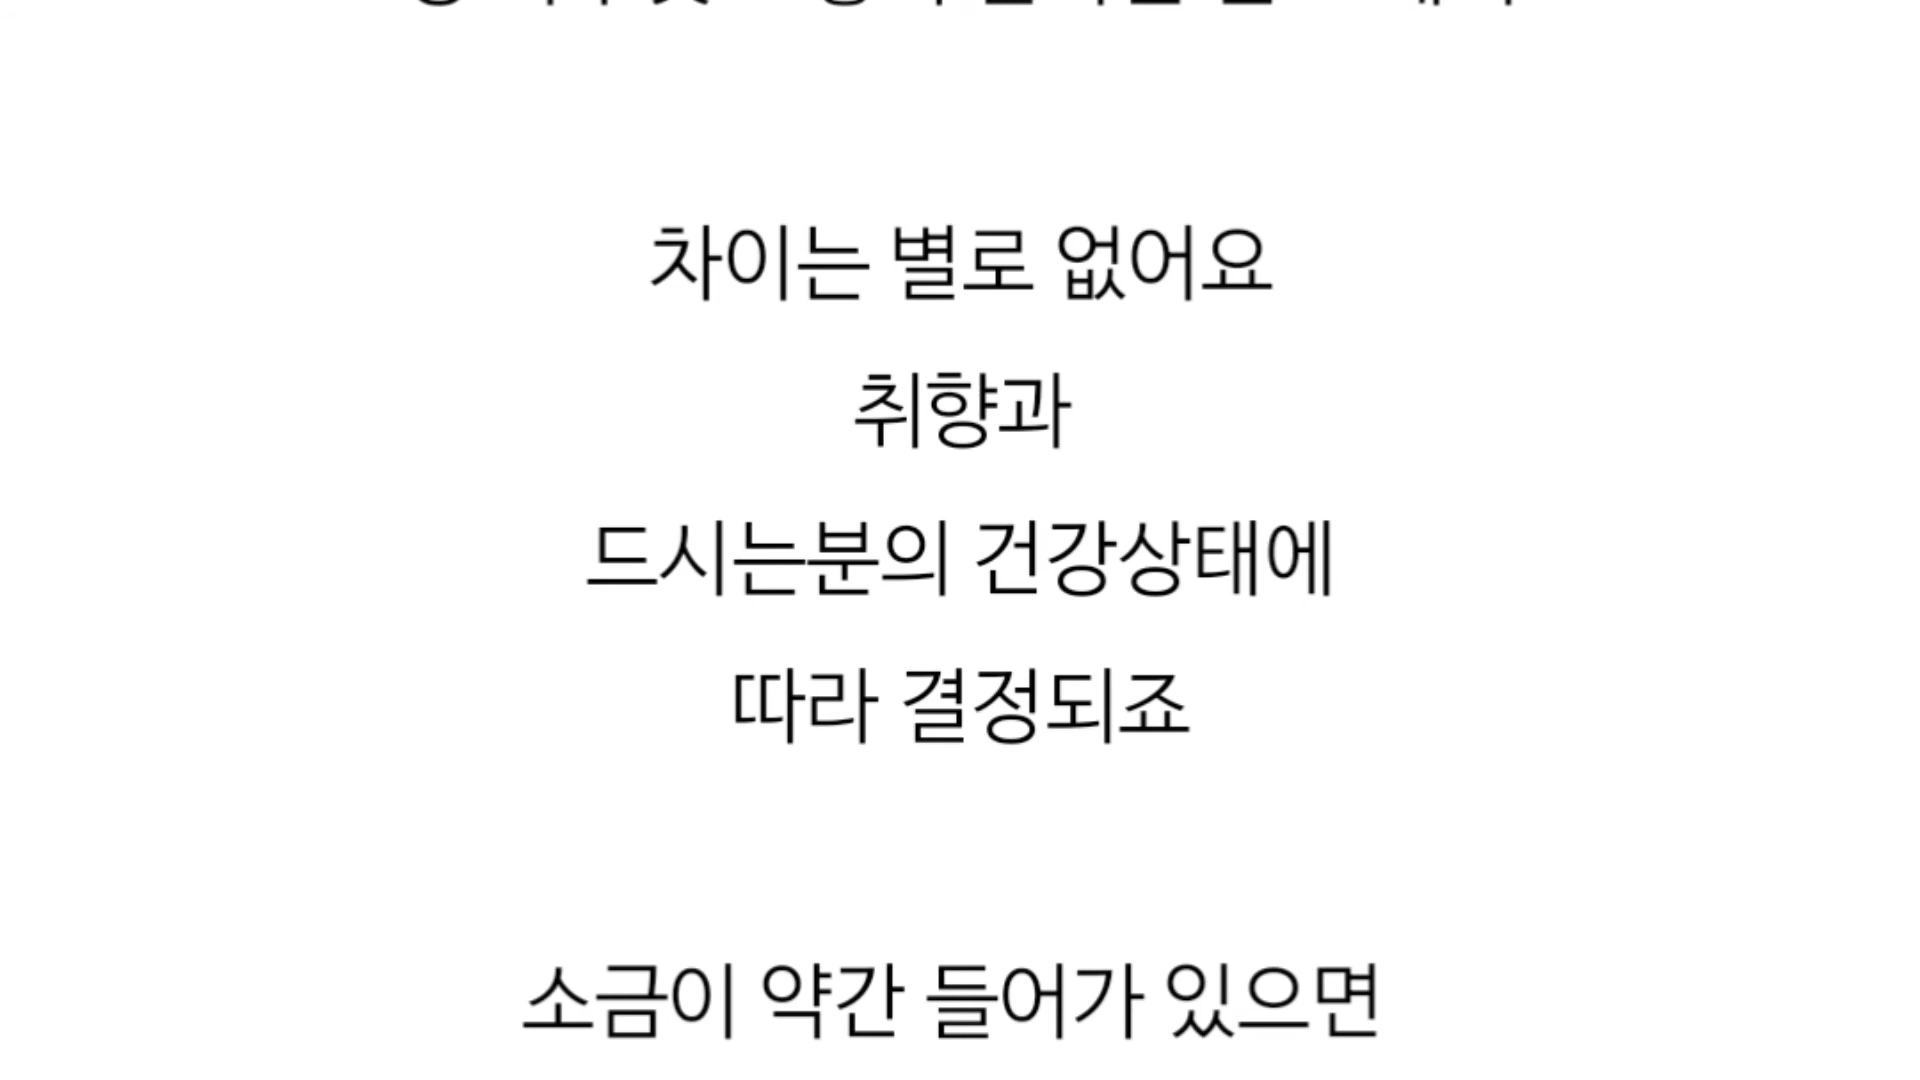 차이는 별로 없어요
취향과
드시는분의 건강상태에
따라 결정되죠
소금이 약간 들어가 있으면